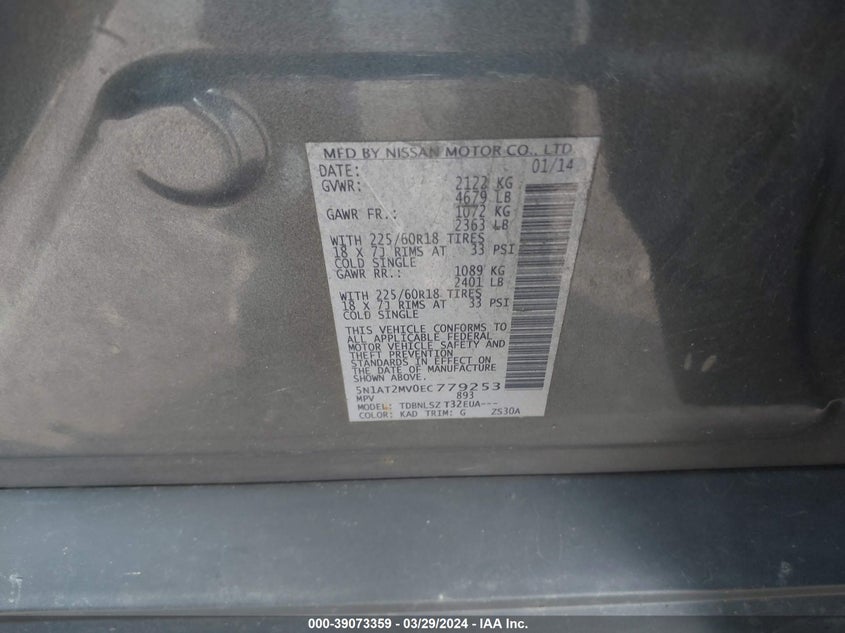 MFD BY NISSAN MOTOR CO., LTD
DATE: 01/14
GVWR: 2122 KG
4679 LB
GAWR FR.: 1072 KG
2363 LB
WITH 225/60R18 TIRES
18 X 7J RIMS AT 33 PSI
COLD SINGLE
GAWR RR.: 1089 KG
2401 LB
WITH 225/60R18 TIRES
18 X 7J RIMS AT 33 PSI
COLD SINGLE
THIS VEHICLE CONFORMS TO
ALL APPLICABLE FEDERAL
MOTOR VEHICLE SAFETY AND
THEFT PREVENTION
STANDARDS IN EFFECT ON
THE DATE OF MANUFACTURE
SHOWN ABOVE.
5N1AT2MV0EC779253
MPV 893
MODEL: TDBNLSZ T32EUA---
COLOR: KAD TRIM: G ZS30A
000-39073359 - 03/29/2024 - IAA Inc.